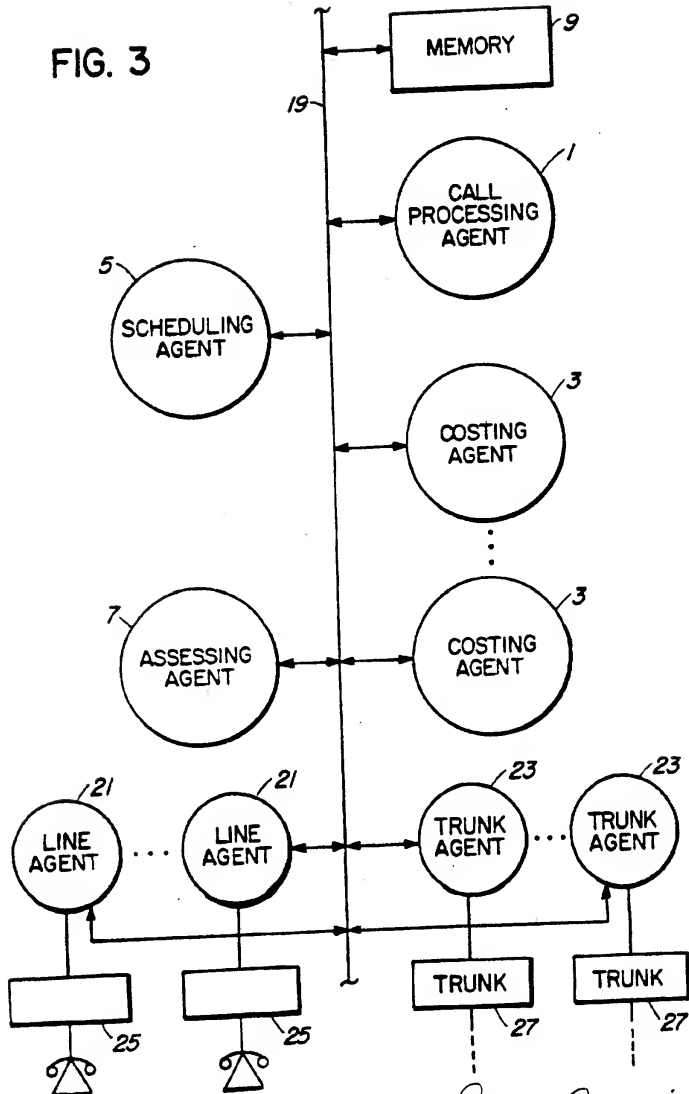 FIG. 3
9
MEMORY
19
1
CALL
PROCESSING
AGENT
5
SCHEDULING
AGENT
3
COSTING
AGENT
7
ASSESSING
AGENT
3
COSTING
AGENT
21
LINE
AGENT
21
LINE
AGENT
23
TRUNK
AGENT
23
TRUNK
AGENT
25
25
TRUNK
27
TRUNK
27